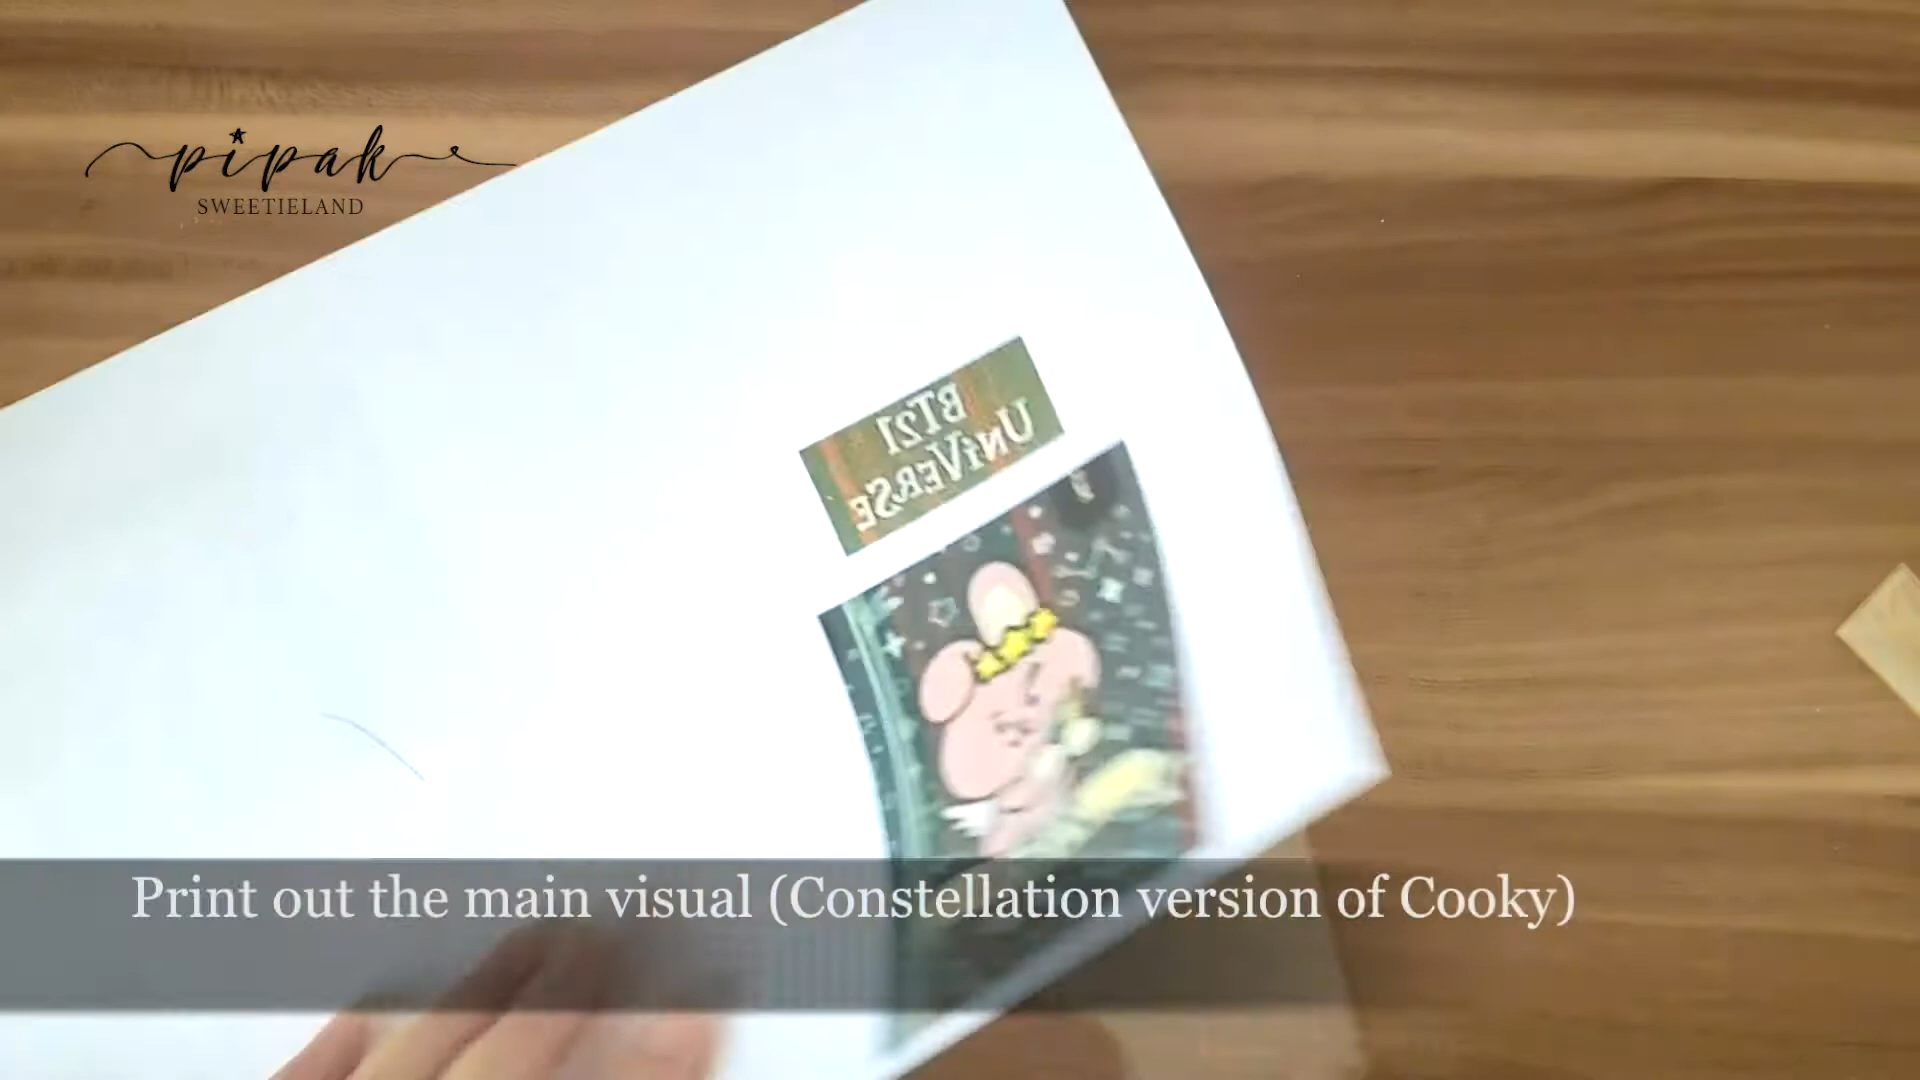 pipak
SWEETIELAND
BT21
UNiVERSE
Print out the main visual (Constellation version of Cooky)